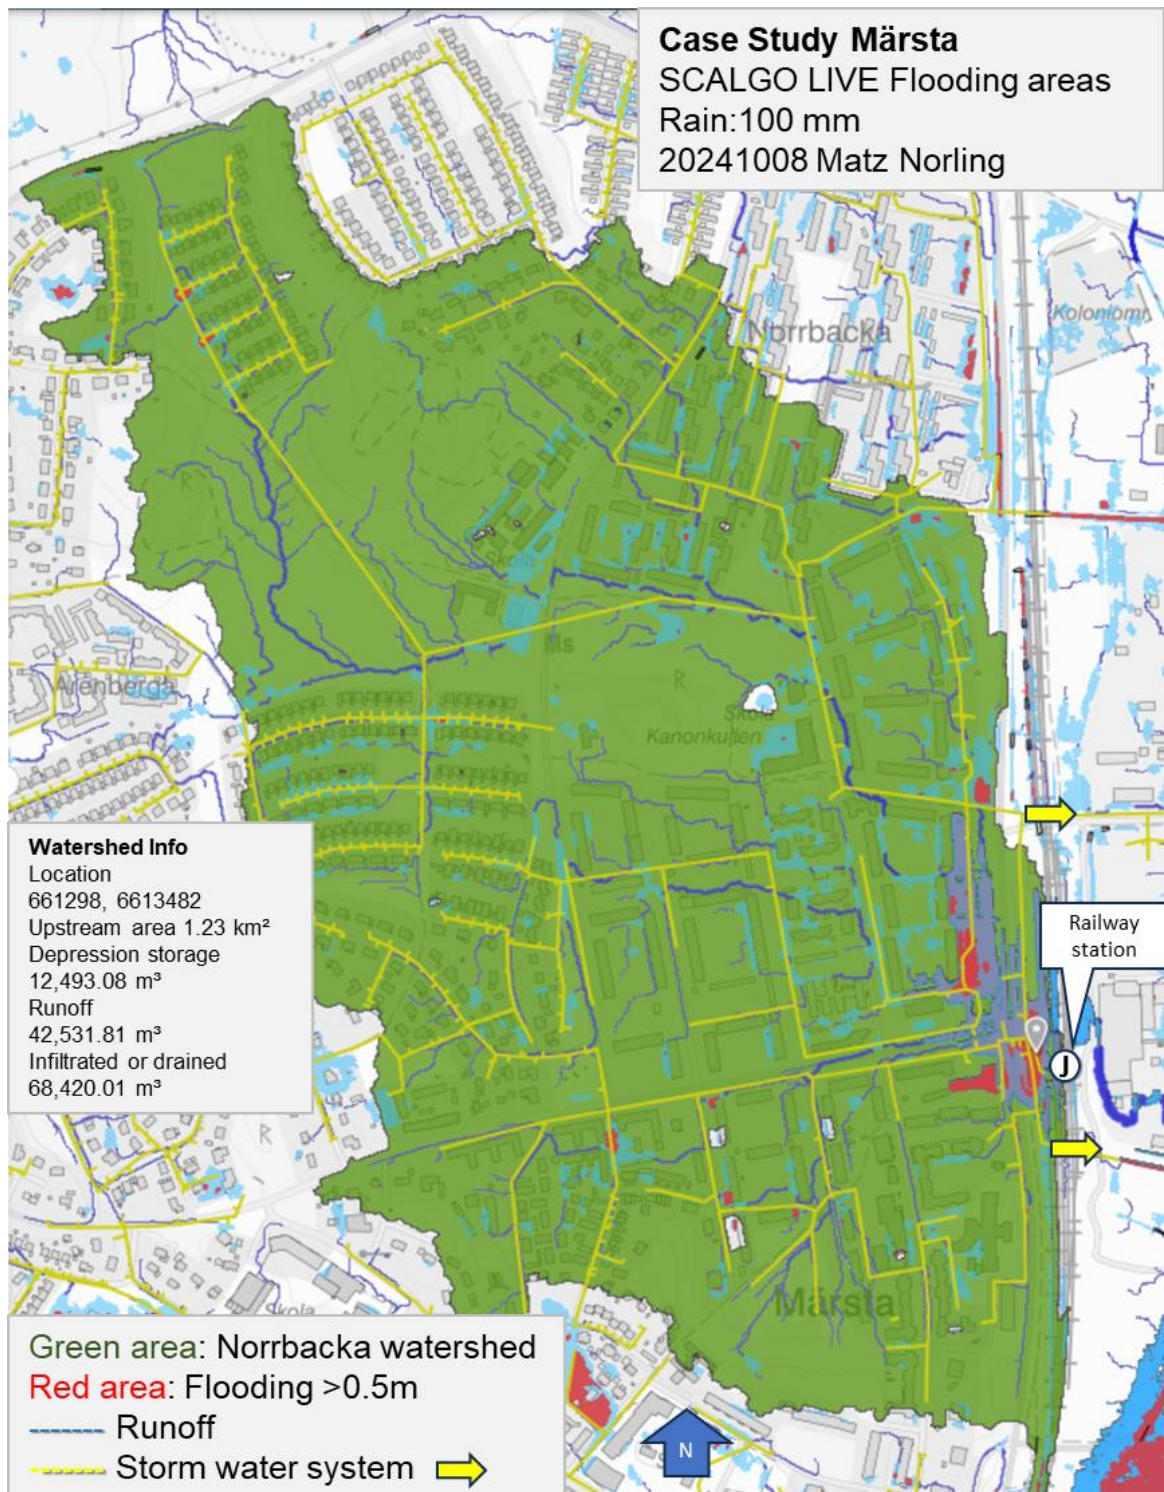 Case Study Märsta
SCALGO LIVE Flooding areas
Rain:100 mm
20241008 Matz Norling
Norrbacka
Koloniomr
R
R
Skola
Ms
Arenberga
R
Skola
Kanonkullen
Watershed Info
Location
661298, 6613482
Upstream area 1.23 km²
Depression storage
12,493.08 m³
Runoff
42,531.81 m³
Infiltrated or drained
68,420.01 m³
Railway
station
J
R
Skola
Märsta
Green area: Norrbacka watershed
Red area: Flooding >0.5m
Runoff
Storm water system
N